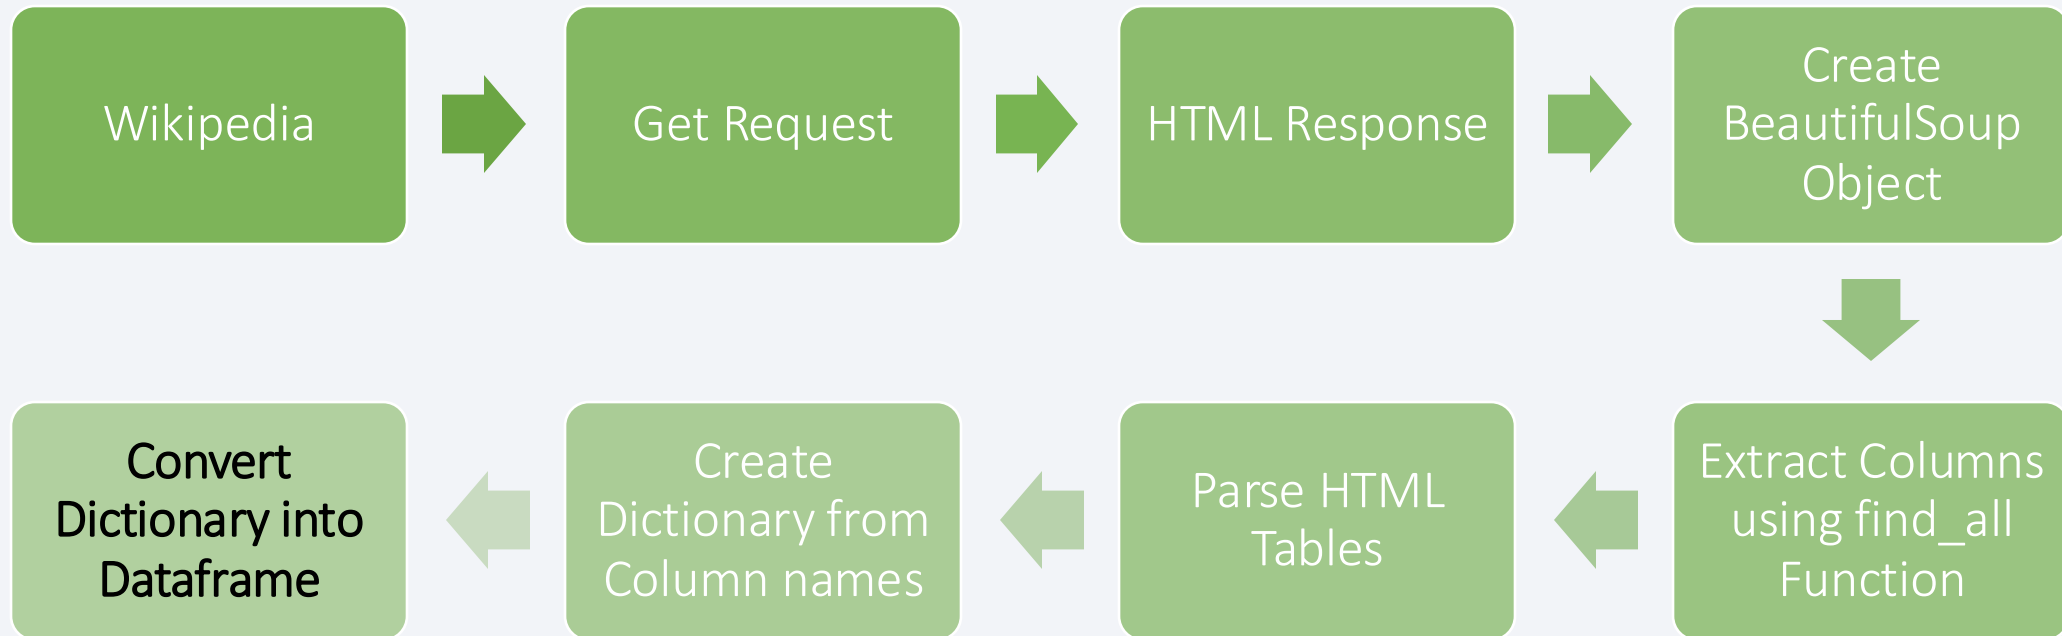 Wikipedia
Get Request
HTML Response
Create
BeautifulSoup
Object
Extract Columns
using find_all
Function
Parse HTML
Tables
Create
Dictionary from
Column names
Convert
Dictionary into
Dataframe